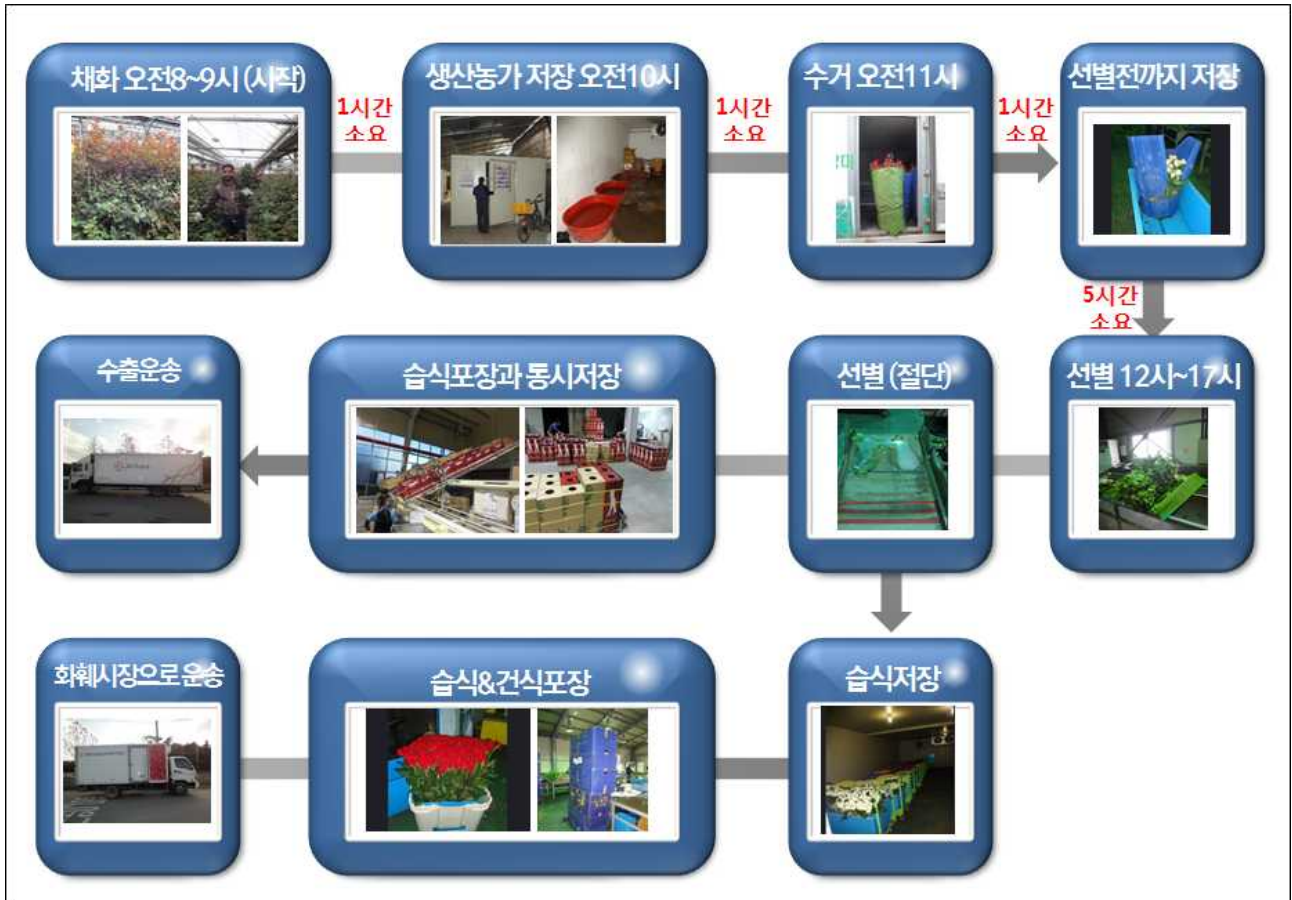 채화 오전8~9시 (시작)
1시간
소요
생산농가 저장 오전10시
1시간
소요
수거 오전11시
1시간
소요
선별전까지 저장
5시간
소요
수출운송
습식포장과 동시저장
선별 (절단)
선별 12시~17시
화훼시장으로 운송
습식&건식포장
습식저장